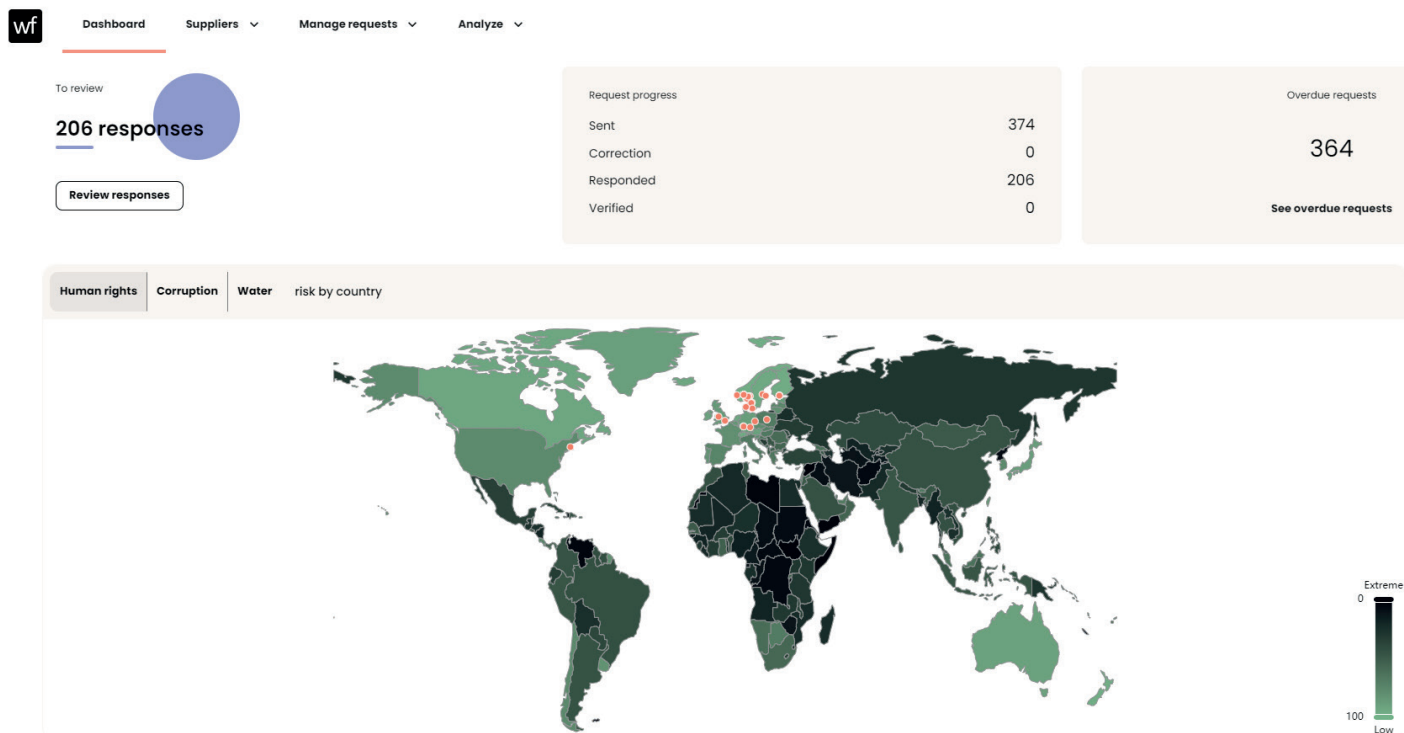 wf
Dashboard Suppliers Manage requests Analyze
To review
206 responses
Review responses
Request progress
Sent 374
Correction 0
Responded 206
Verified 0
Overdue requests
364
See overdue requests
Human rights Corruption Water risk by country
Extreme
0
100
Low